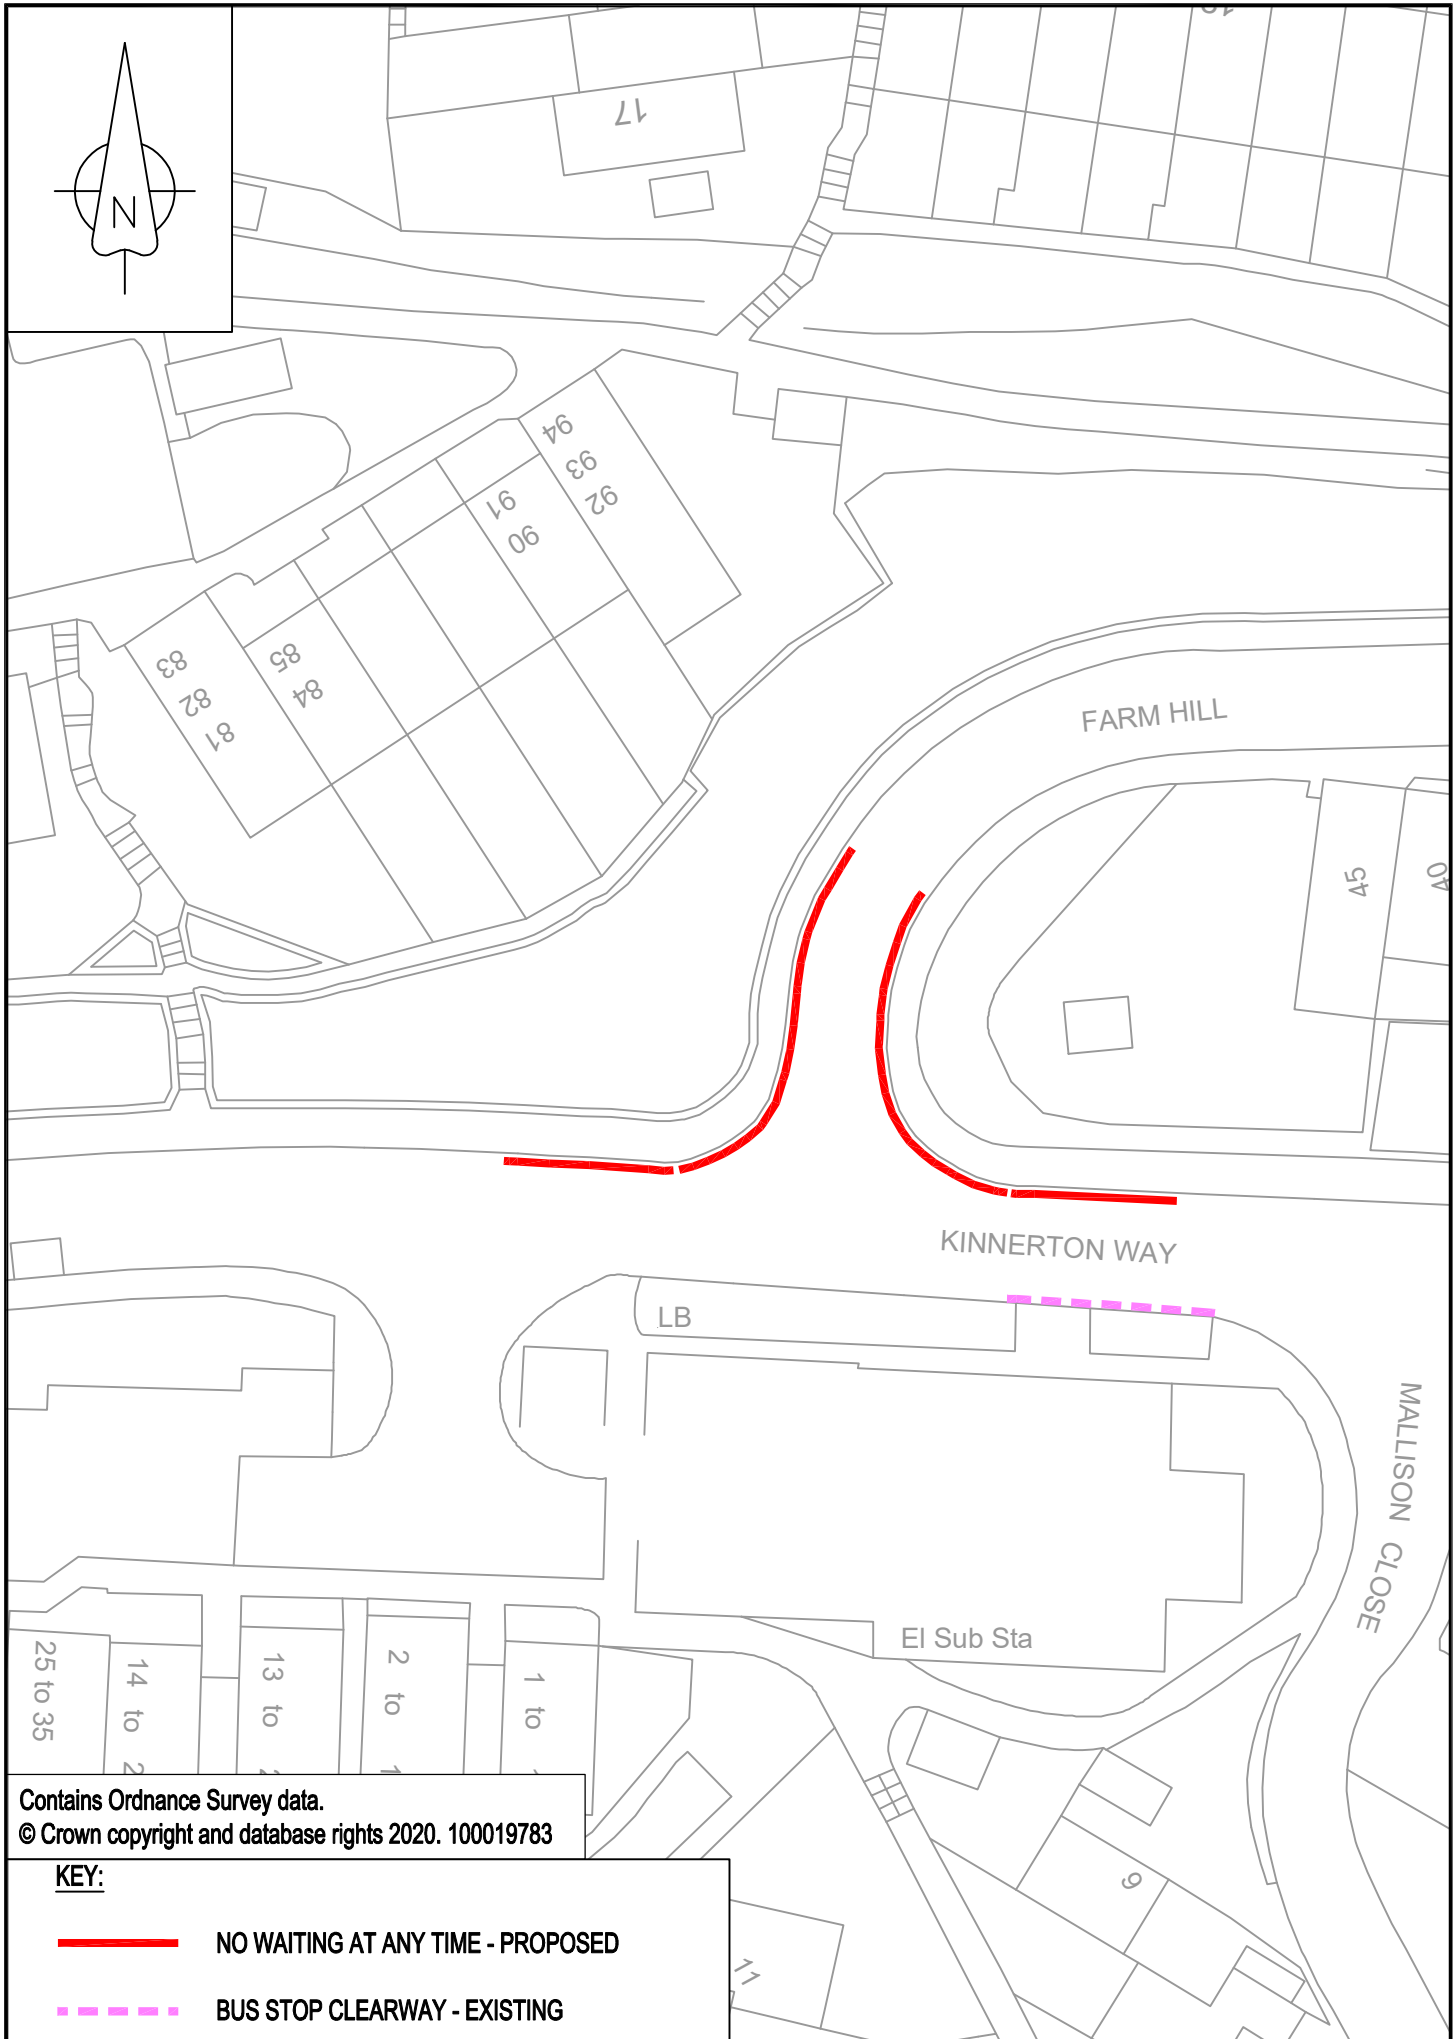 N
17
94
93
92
91
90
85
84
83
82
81
FARM HILL
45
40
KINNERTON WAY
LB
MALLISON CLOSE
El Sub Sta
25 to 35
14 to
13 to
2 to
1 to
9
11
Contains Ordnance Survey data.
© Crown copyright and database rights 2020. 100019783
KEY:
NO WAITING AT ANY TIME - PROPOSED
BUS STOP CLEARWAY - EXISTING